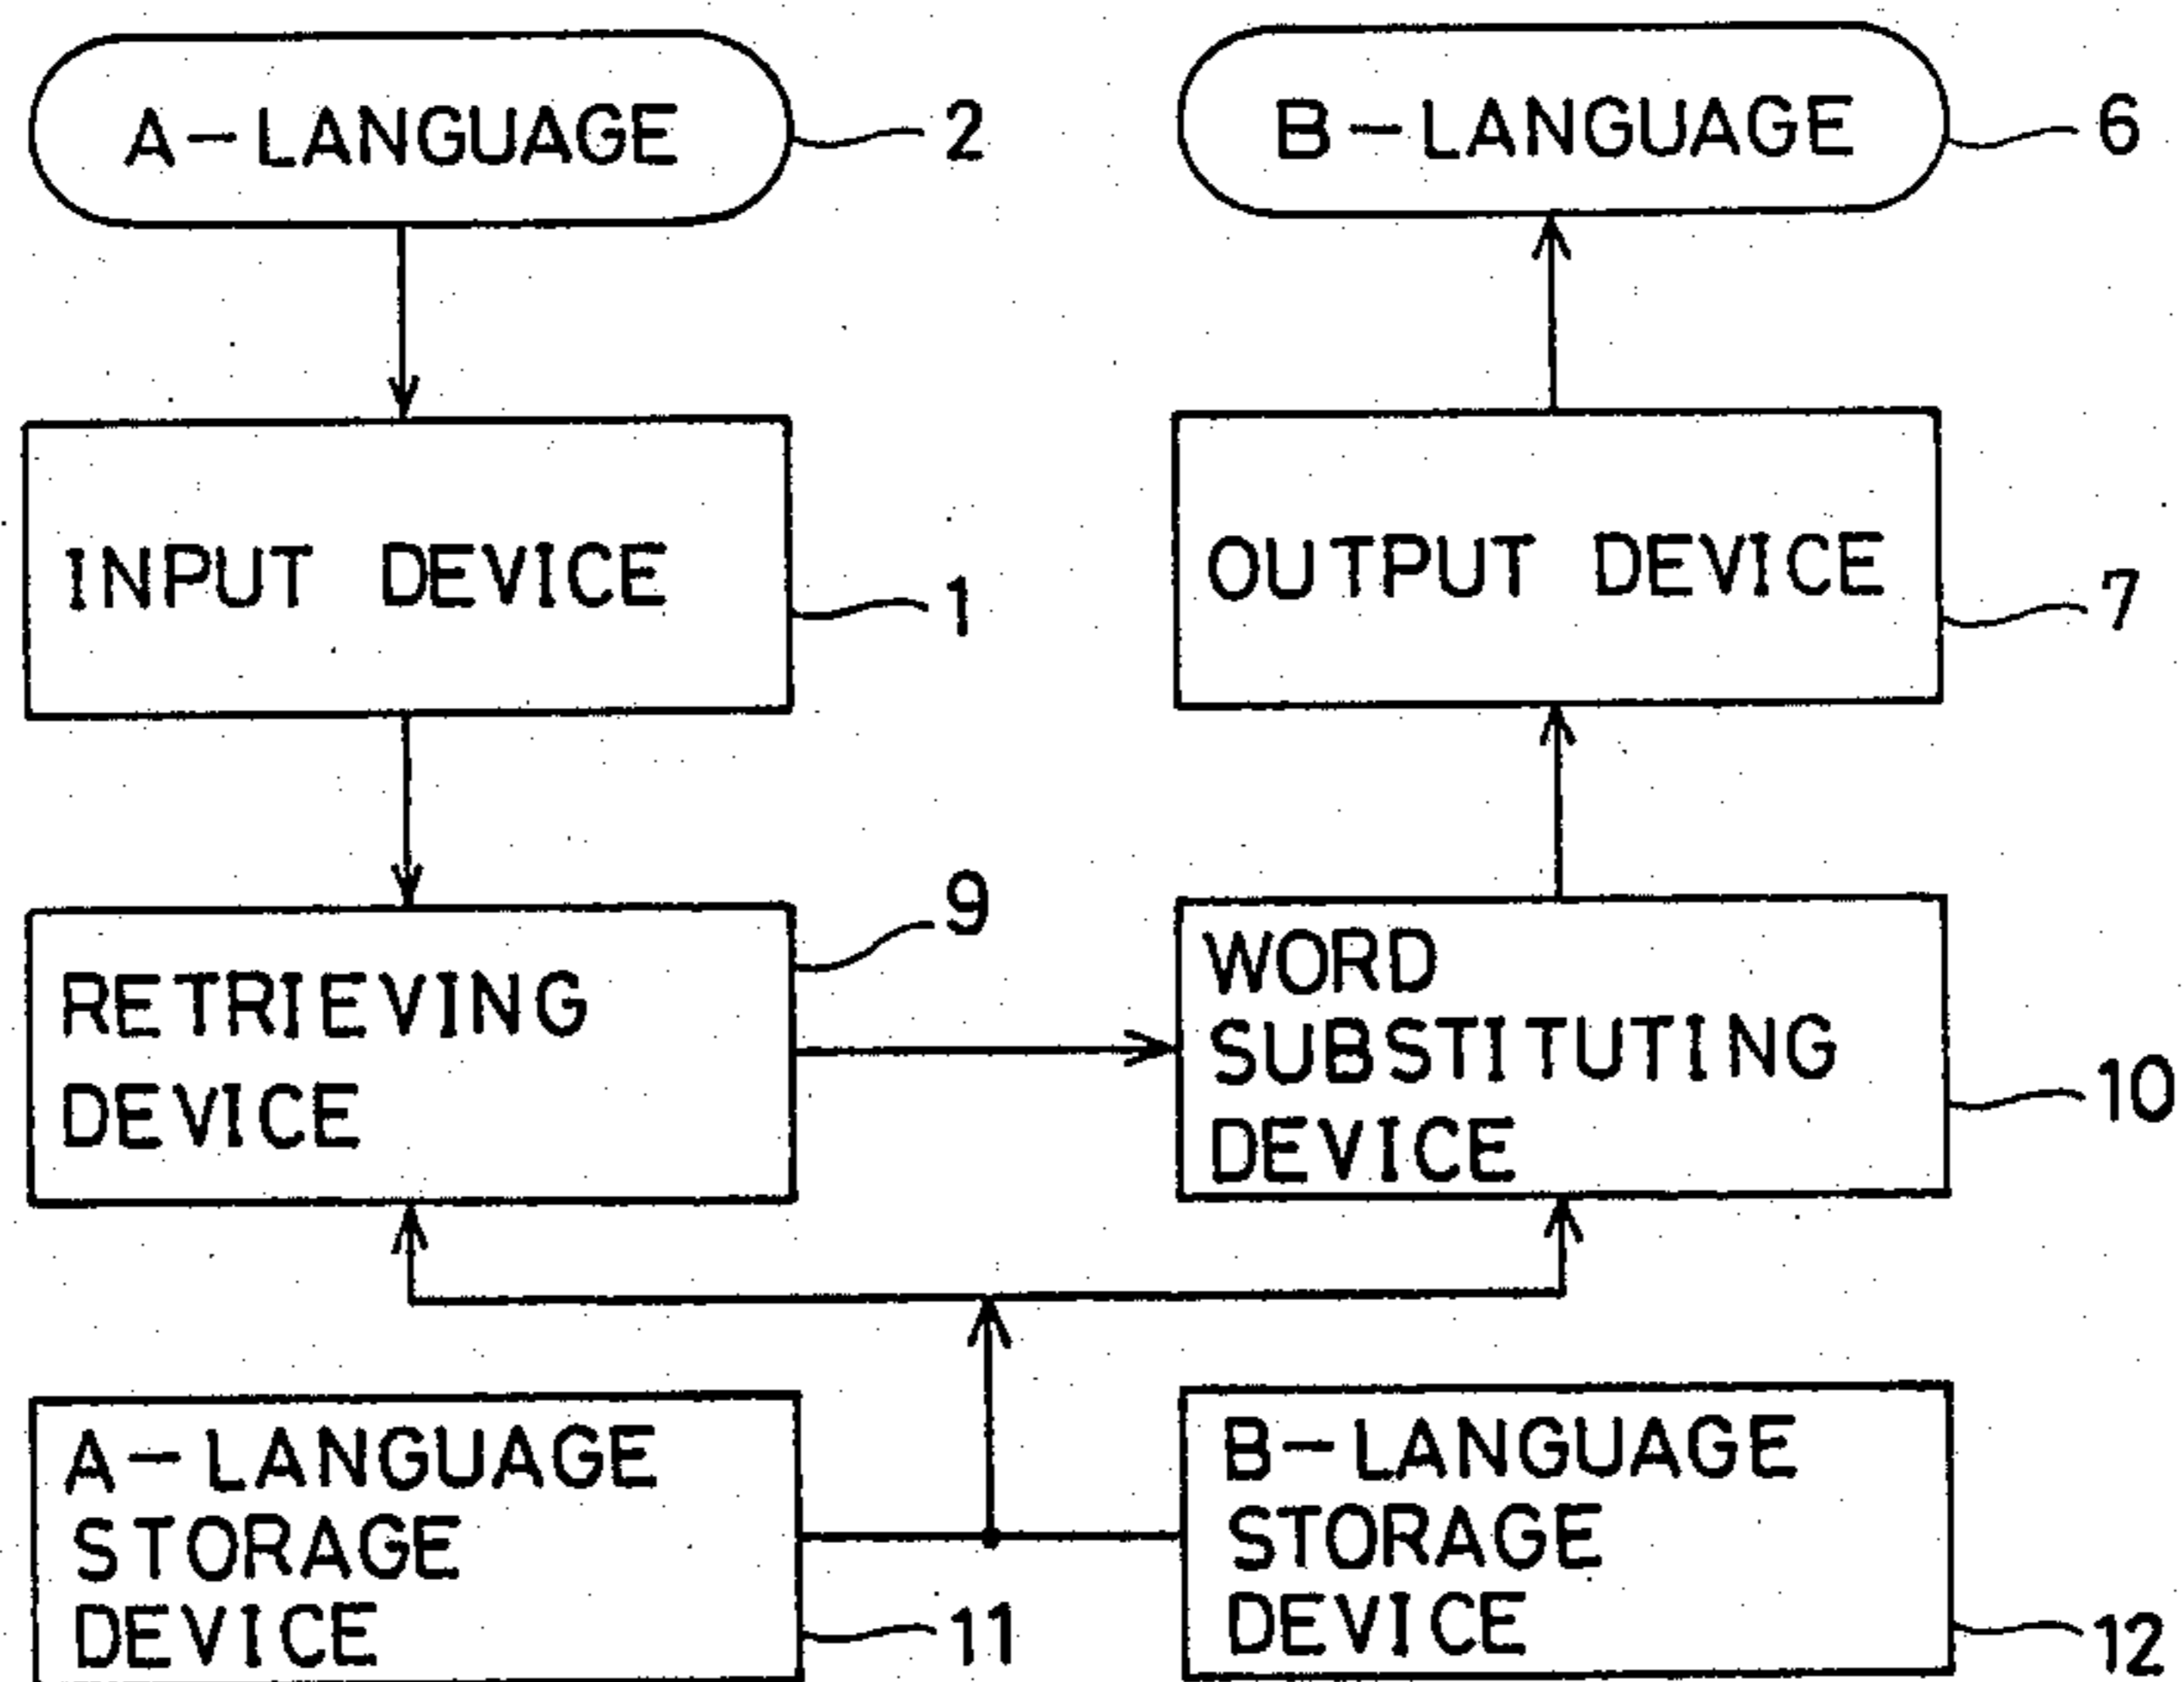 A-LANGUAGE
2
B-LANGUAGE
6
INPUT DEVICE
1
OUTPUT DEVICE
7
RETRIEVING
DEVICE
9
WORD
SUBSTITUTING
DEVICE
10
A-LANGUAGE
STORAGE
DEVICE
11
B-LANGUAGE
STORAGE
DEVICE
12